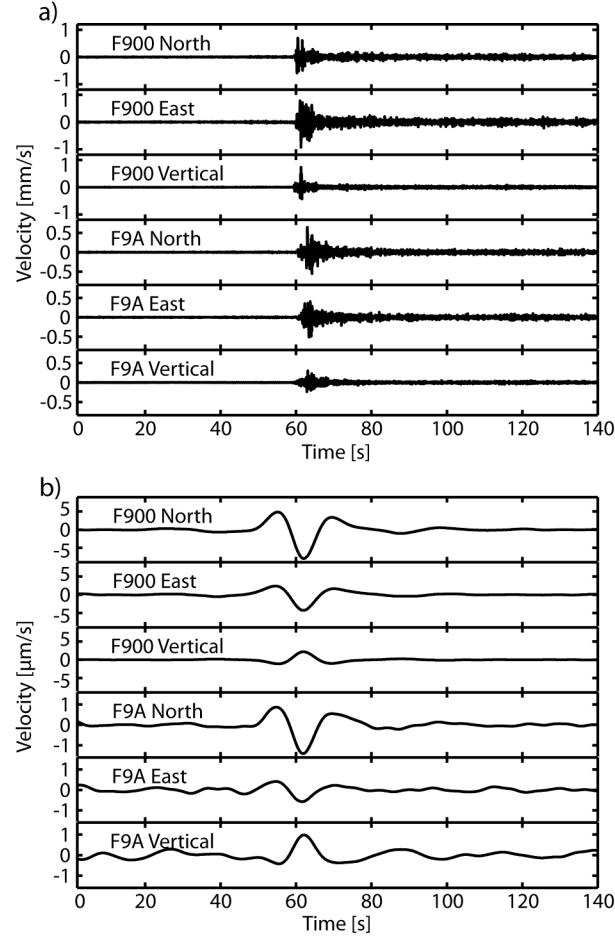 a)
F900 North
1
0
-1
F900 East
1
0
-1
F900 Vertical
1
0
-1
F9A North
0.5
0
-0.5
F9A East
0.5
0
-0.5
F9A Vertical
0.5
0
-0.5
Velocity [mm/s]
0 20 40 60 80 100 120 140
Time [s]
b)
F900 North
5
0
-5
F900 East
5
0
-5
F900 Vertical
5
0
-5
F9A North
1
0
-1
F9A East
1
0
-1
F9A Vertical
1
0
-1
Velocity [µm/s]
0 20 40 60 80 100 120 140
Time [s]